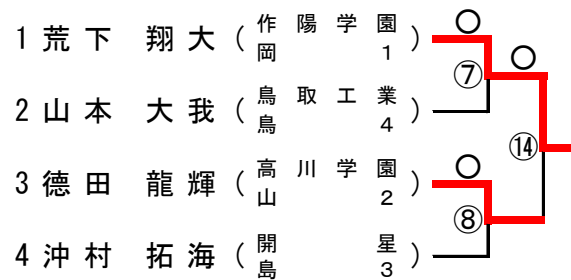 1 荒下 翔大 (作陽学園 岡1) ○
⑦ ○
2 山本 大我 (鳥取工業 鳥4)
⑭
3 德田 龍輝 (高川学園 山2) ○
⑧
4 沖村 拓海 (開星 島3)